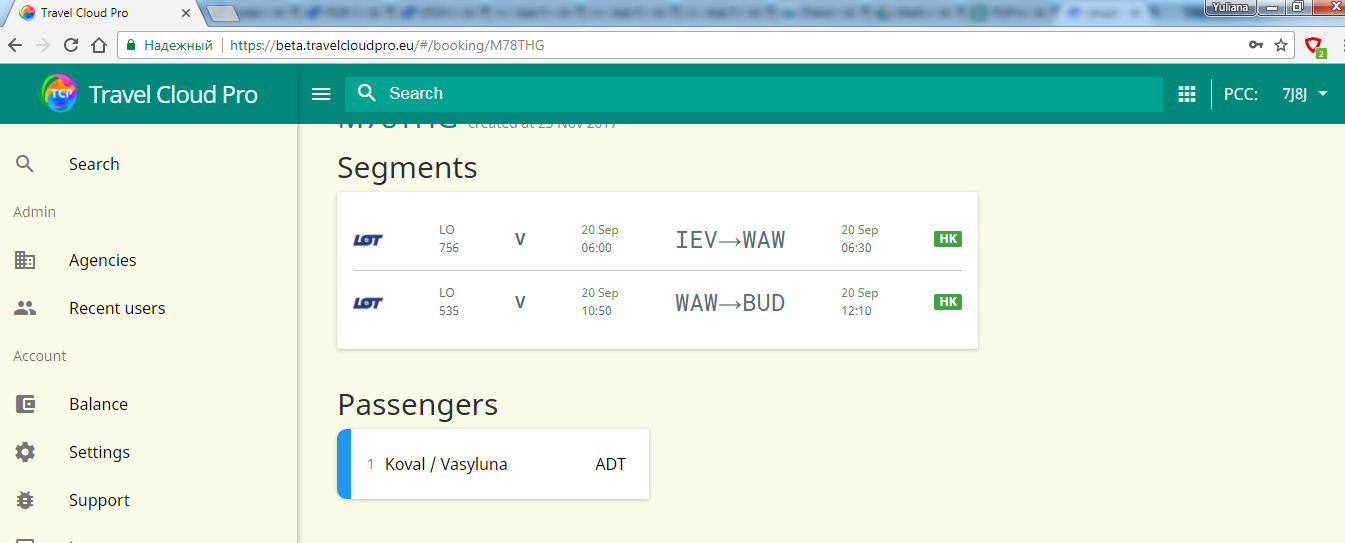 Yuliana
Travel Cloud Pro
Надежный
https://beta.travelcloudpro.eu/#/booking/M78THG
2
TCP
Travel Cloud Pro
Search
PCC:
7J8J
M78THG created at 23 Nov 2017
Search
Admin
Agencies
Recent users
Account
Balance
Settings
Support
Segments
LOT
LO
756
V
20 Sep
06:00
IEV→WAW
20 Sep
06:30
HK
LOT
LO
535
V
20 Sep
10:50
WAW→BUD
20 Sep
12:10
HK
Passengers
1 Koval / Vasyluna ADT